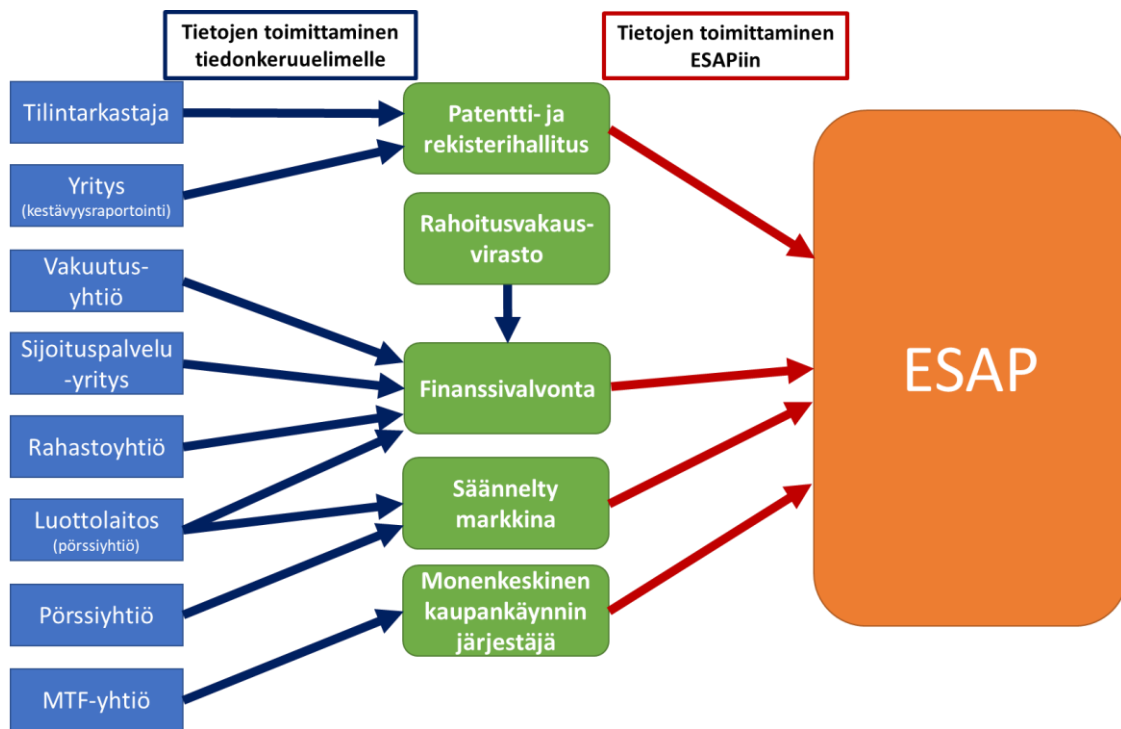 Tietojen toimittaminen
tiedonkeruuelimelle
Tietojen toimittaminen
ESAPiin
Tilintarkastaja
Yritys
(kestävyysraportointi)
Vakuutus-
yhtiö
Sijoituspalvelu
-yritys
Rahastoyhtiö
Luottolaitos
(pörssiyhtiö)
Pörssiyhtiö
MTF-yhtiö
Patentti- ja
rekisterihallitus
Rahoitusvakaus-
virasto
Finanssivalvonta
Säännelty
markkina
Monenkeskinen
kaupankäynnin
järjestäjä
ESAP